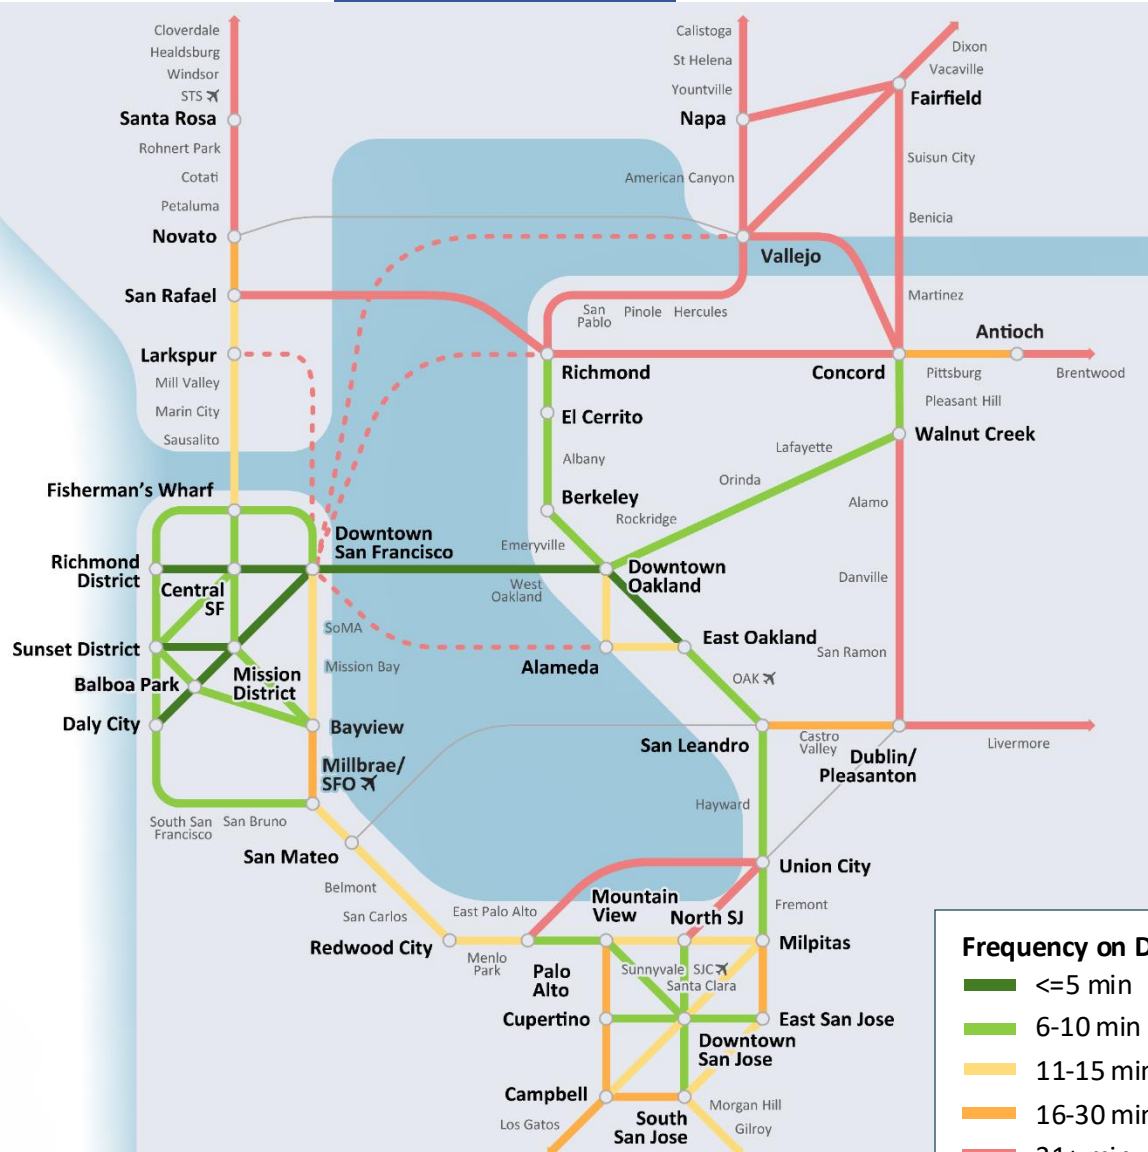 Cloverdale
Healdsburg
Windsor
STS
Santa Rosa
Rohnert Park
Cotati
Petaluma
Novato
San Rafael
Larkspur
Mill Valley
Marin City
Sausalito
Fisherman's Wharf
Calistoga
St Helena
Yountville
Napa
American Canyon
Vallejo
Dixon
Vacaville
Fairfield
Suisun City
Benicia
Martinez
San
Pablo
Pinole
Hercules
Antioch
Richmond
Concord
Pittsburg
Brentwood
Pleasant Hill
El Cerrito
Walnut Creek
Albany
Lafayette
Orinda
Berkeley
Rockridge
Alamo
Emeryville
Downtown
San Francisco
Richmond
District
Central
SF
West
Oakland
Downtown
Oakland
Danville
Sunset District
SoMA
East Oakland
San Ramon
Alameda
Mission Bay
Mission
District
Balboa Park
OAK
Daly City
Bayview
San Leandro
Castro
Valley
Dublin/
Pleasanton
Livermore
Millbrae/
SFO
Hayward
South San
Francisco
San Bruno
San Mateo
Union City
Belmont
San Carlos
East Palo Alto
Mountain
View
North SJ
Fremont
Redwood City
Milpitas
Menlo
Park
Palo
Alto
Sunnyvale
SJC
Santa Clara
Cupertino
East San Jose
Downtown
San Jose
Campbell
South
San Jose
Los Gatos
Morgan Hill
Gilroy
Frequency on D
<=5 min
6-10 min
11-15 min
16-30 min
31+ min